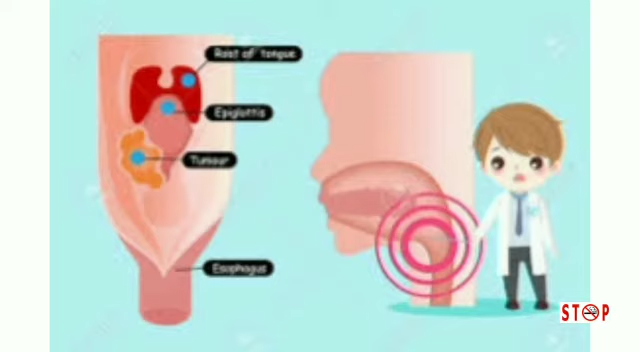 Root of tongue
Epiglottis
Tumour
Esophagus
STOP